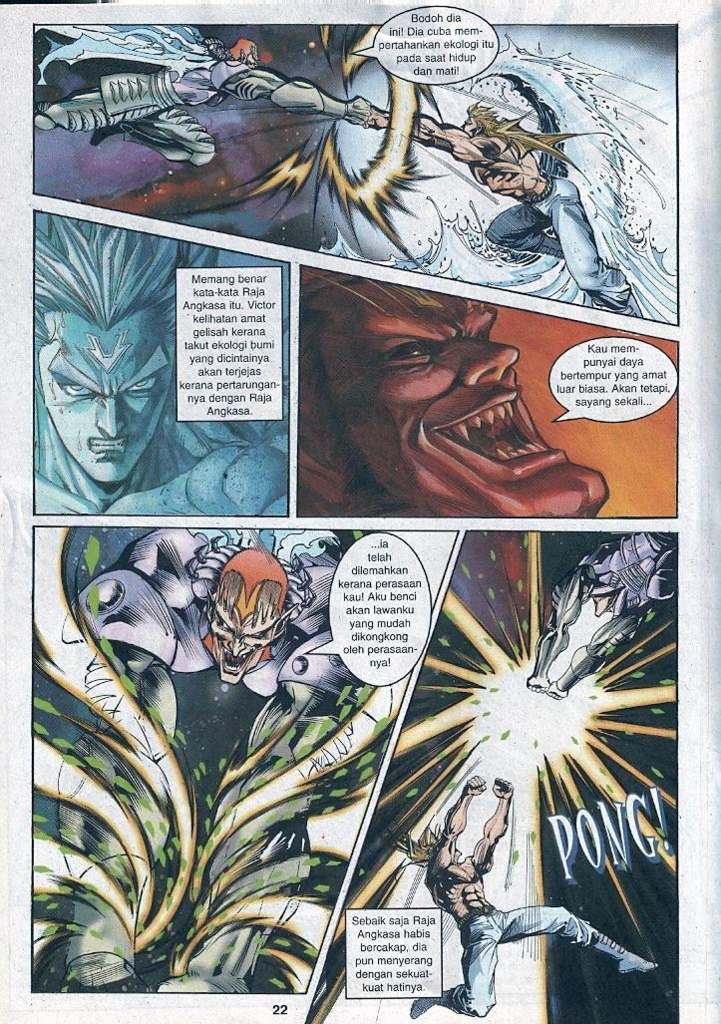 Bodoh dia
ini! Dia cuba mem-
pertahankan ekologi itu
pada saat hidup
dan mati!
Memang benar
kata-kata Raja
Angkasa itu. Victor
kelihatan amat
gelisah kerana
takut ekologi bumi
yang dicintainya
akan terjejas
kerana pertarungan-
nya dengan Raja
Angkasa.
Kau mem-
punyai daya
bertempur yang amat
luar biasa. Akan tetapi,
sayang sekali...
...ia
telah
dilemahkan
kerana perasaan
kau! Aku benci
akan lawanku
yang mudah
dikongkong
oleh perasaan-
nya!
PONG!
Sebaik saja Raja
Angkasa habis
bercakap, dia
pun menyerang
dengan sekuat-
kuat hatinya.
22